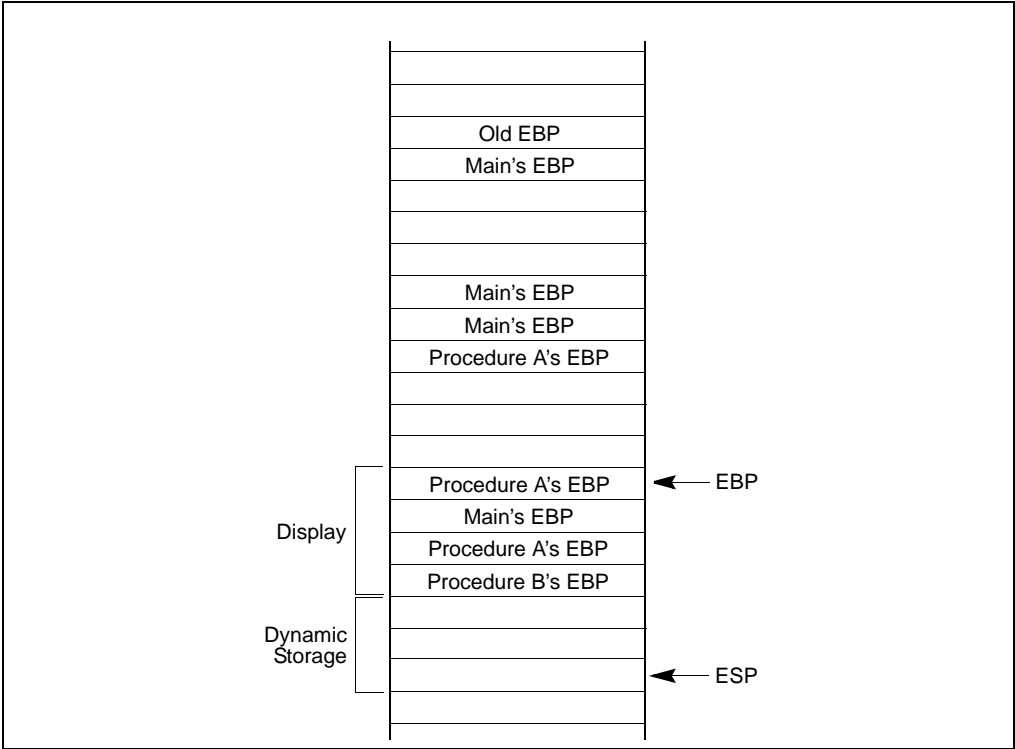 Old EBP
Main's EBP
Main's EBP
Main's EBP
Procedure A's EBP
Procedure A's EBP
EBP
Main's EBP
Display
Procedure A's EBP
Procedure B's EBP
Dynamic
Storage
ESP